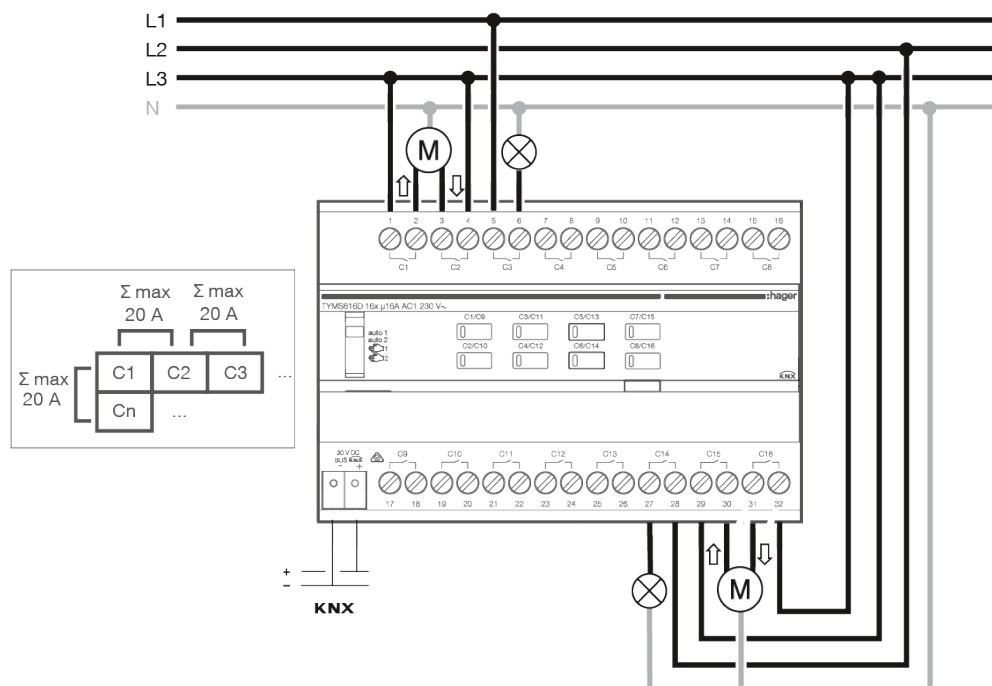 L1
L2
L3
N
M
1 2 3 4 5 6 7 8 9 10 11 12 13 14 15 16
C1 C2 C3 C4 C5 C6 C7 C8
:hager
TYMS616D 16x µ16A AC1 230 V~
C1/C9 C3/C11 C5/C13 C7/C15
auto 1
auto 2
1
2
C2/C10 C4/C12 C6/C14 C8/C16
KNX
Σ max Σ max
20 A 20 A
C1 C2 C3 ...
Σ max
20 A
Cn ...
30 V DC
BUS KNX
- +
C9 C10 C11 C12 C13 C14 C15 C16
17 18 19 20 21 22 23 24 25 26 27 28 29 30 31 32
+
-
KNX
M